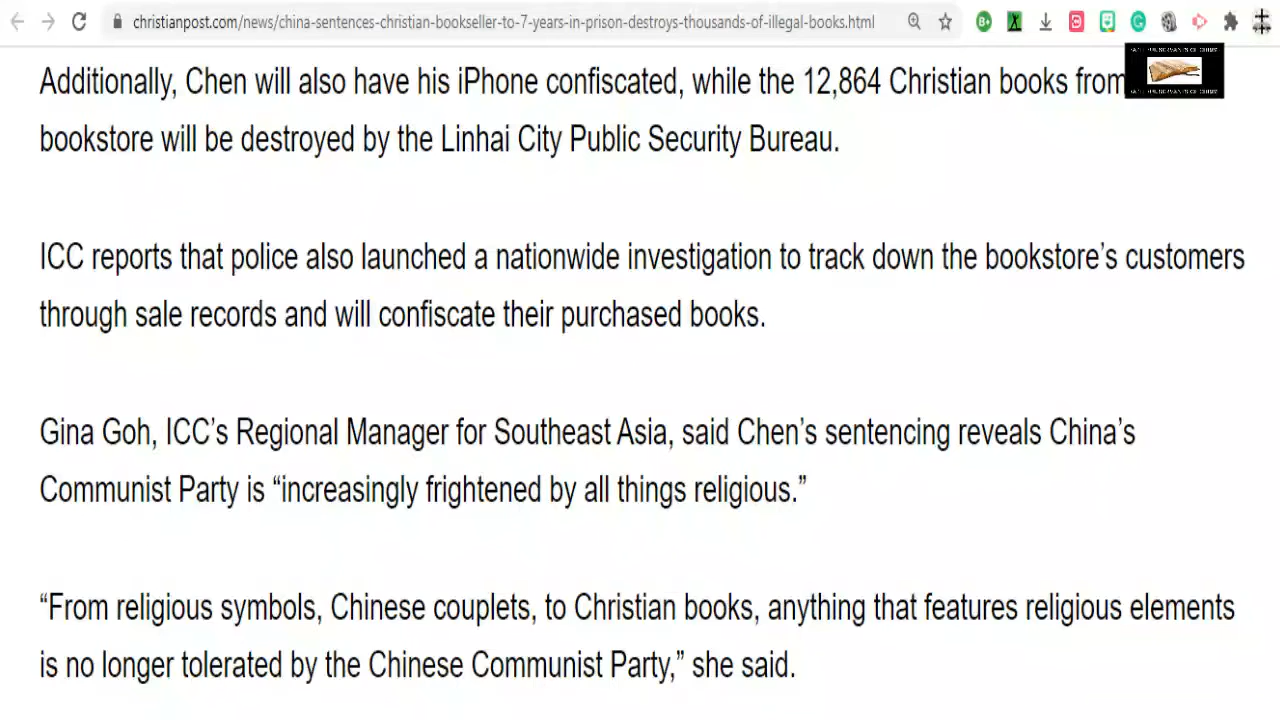 christianpost.com/news/china-sentences-christian-bookseller-to-7-years-in-prison-destroys-thousands-of-illegal-books.html
Additionally, Chen will also have his iPhone confiscated, while the 12,864 Christian books from
bookstore will be destroyed by the Linhai City Public Security Bureau.
ICC reports that police also launched a nationwide investigation to track down the bookstore’s customers
through sale records and will confiscate their purchased books.
Gina Goh, ICC’s Regional Manager for Southeast Asia, said Chen’s sentencing reveals China’s
Communist Party is “increasingly frightened by all things religious.”
“From religious symbols, Chinese couplets, to Christian books, anything that features religious elements
is no longer tolerated by the Chinese Communist Party,” she said.